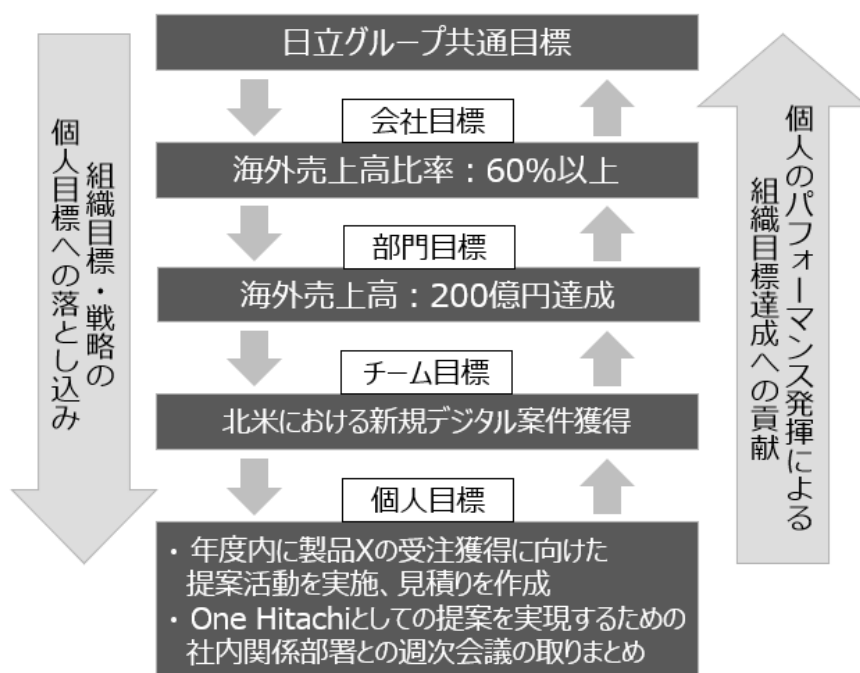 日立グループ共通目標
会社目標
海外売上高比率：60%以上
部門目標
海外売上高：200億円達成
チーム目標
北米における新規デジタル案件獲得
個人目標
・年度内に製品Xの受注獲得に向けた
提案活動を実施、見積りを作成
・One Hitachiとしての提案を実現するための
社内関係部署との週次会議の取りまとめ
組織目標・戦略の
個人目標への落とし込み
個人のパフォーマンス発揮による
組織目標達成への貢献